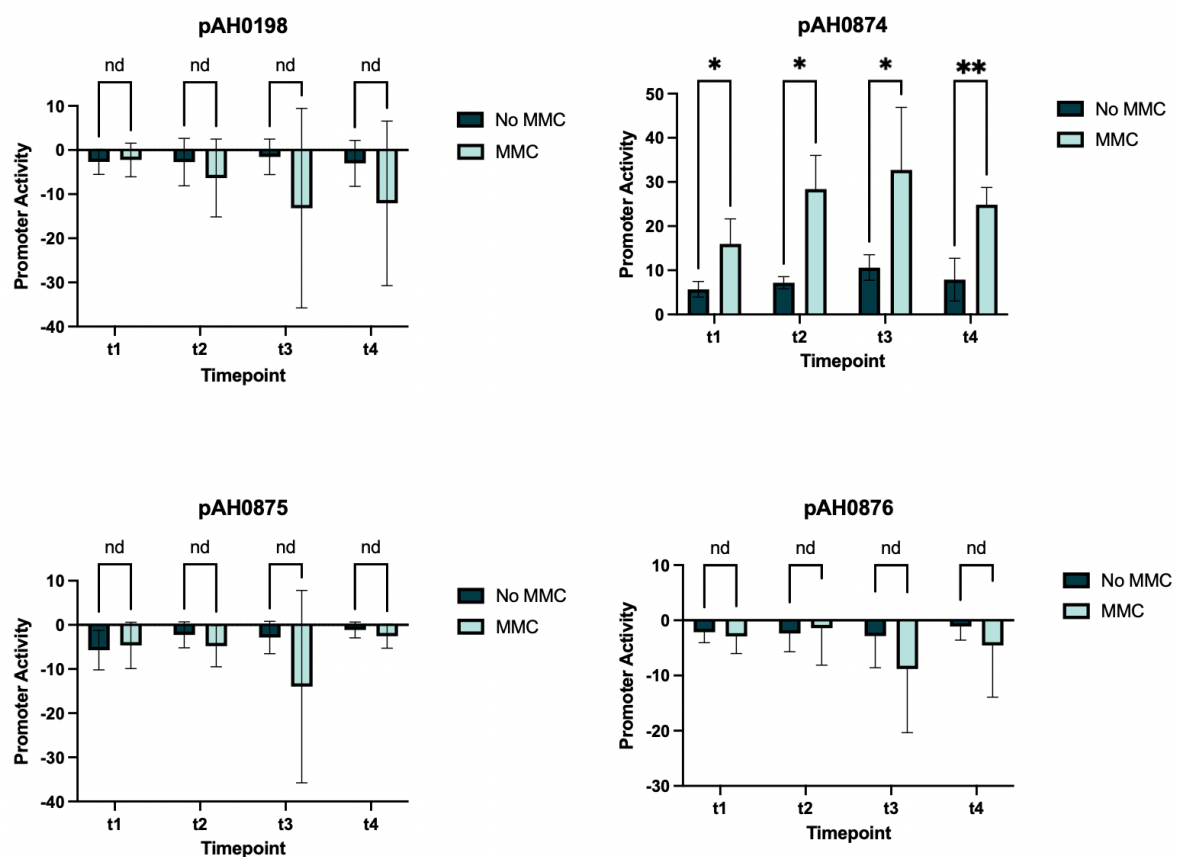 pAH0198
nd nd nd nd
10
0
-10
-20
-30
-40
Promoter Activity
t1 t2 t3 t4
Timepoint
No MMC
MMC
pAH0874
* * * **
50
40
30
20
10
0
Promoter Activity
t1 t2 t3 t4
Timepoint
No MMC
MMC
pAH0875
nd nd nd nd
10
0
-10
-20
-30
-40
Promoter Activity
t1 t2 t3 t4
Timepoint
No MMC
MMC
pAH0876
nd nd nd nd
10
0
-10
-20
-30
Promoter Activity
t1 t2 t3 t4
Timepoint
No MMC
MMC